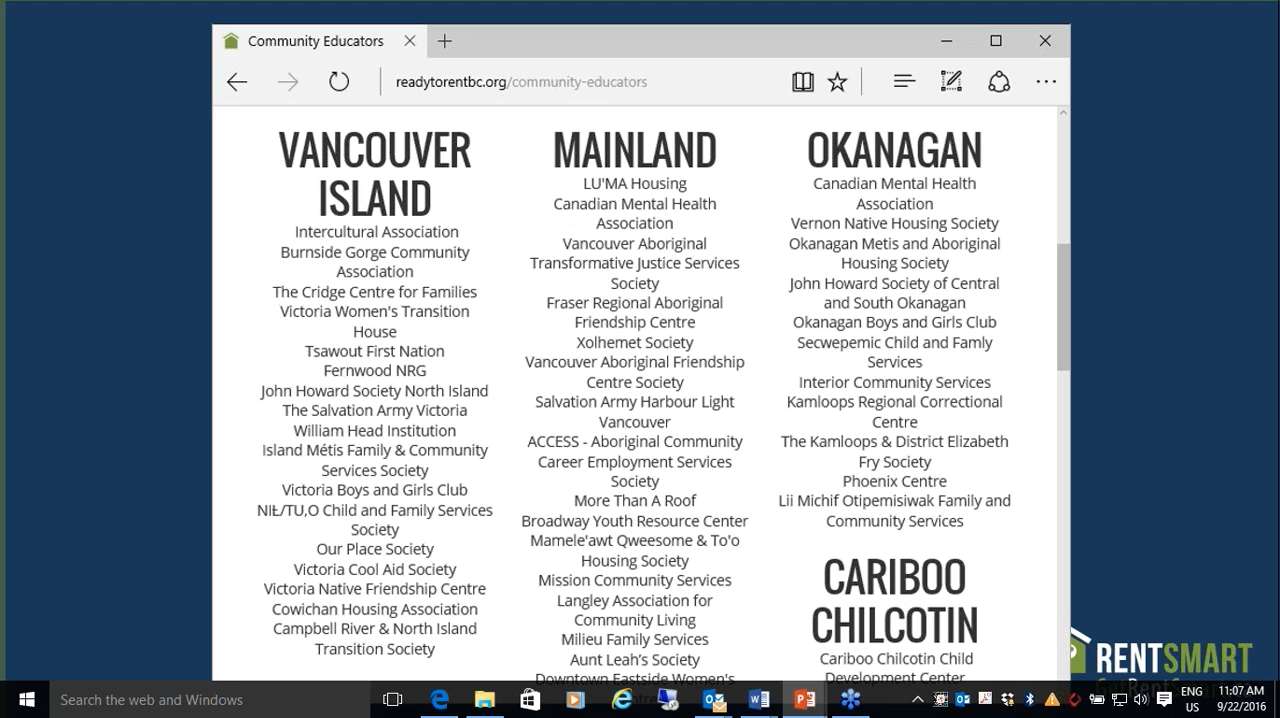 Community Educators
readytorentbc.org/community-educators
VANCOUVER
ISLAND
Intercultural Association
Burnside Gorge Community
Association
The Cridge Centre for Families
Victoria Women's Transition
House
Tsawout First Nation
Fernwood NRG
John Howard Society North Island
The Salvation Army Victoria
William Head Institution
Island Métis Family & Community
Services Society
Victoria Boys and Girls Club
NIŁ/TU,O Child and Family Services
Society
Our Place Society
Victoria Cool Aid Society
Victoria Native Friendship Centre
Cowichan Housing Association
Campbell River & North Island
Transition Society
MAINLAND
LU'MA Housing
Canadian Mental Health
Association
Vancouver Aboriginal
Transformative Justice Services
Society
Fraser Regional Aboriginal
Friendship Centre
Xolhemet Society
Vancouver Aboriginal Friendship
Centre Society
Salvation Army Harbour Light
Vancouver
ACCESS - Aboriginal Community
Career Employment Services
Society
More Than A Roof
Broadway Youth Resource Center
Mamele'awt Qweesome & To'o
Housing Society
Mission Community Services
Langley Association for
Community Living
Milieu Family Services
Aunt Leah's Society
Downtown Eastside Women's
OKANAGAN
Canadian Mental Health
Association
Vernon Native Housing Society
Okanagan Metis and Aboriginal
Housing Society
John Howard Society of Central
and South Okanagan
Okanagan Boys and Girls Club
Secwepemic Child and Famly
Services
Interior Community Services
Kamloops Regional Correctional
Centre
The Kamloops & District Elizabeth
Fry Society
Phoenix Centre
Lii Michif Otipemisiwak Family and
Community Services
CARIBOO
CHILCOTIN
Cariboo Chilcotin Child
Development Center
RENTSMART
Search the web and Windows
ENG
US
11:07 AM
9/22/2016